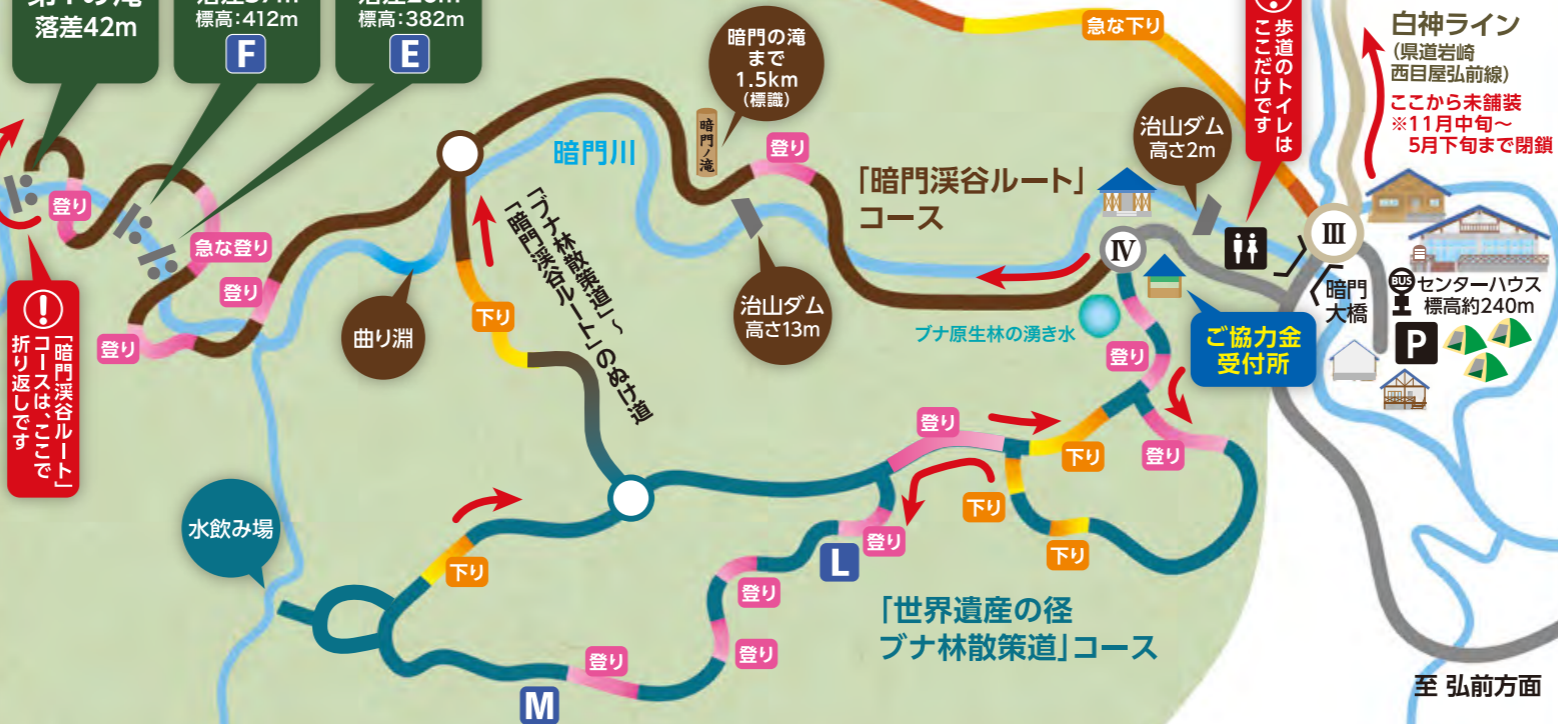 落差42m
標高:412m
F
標高:382m
E
暗門の滝
まで
1.5km
(標識)
急な下り
歩道のトイレは
ここだけです
白神ライン
(県道岩崎
西目屋弘前線)
ここから未舗装
※11月中旬～
5月下旬まで閉鎖
暗門ノ滝
登り
暗門川
治山ダム
高さ2m
「暗門渓谷ルート」
コース
登り
急な登り
登り
登り
「ブナ林散策道」～
「暗門渓谷ルート」のぬけ道
IV
III
暗門
大橋
BUS
センターハウス
標高約240m
P
!
「暗門渓谷ルート」
コースは、ここで
折り返しです
曲り淵
下り
治山ダム
高さ13m
ブナ原生林の湧き水
登り
ご協力金
受付所
登り
下り
登り
下り
下り
水飲み場
下り
L
登り
登り
登り
登り
M
「世界遺産の径
ブナ林散策道」コース
至 弘前方面